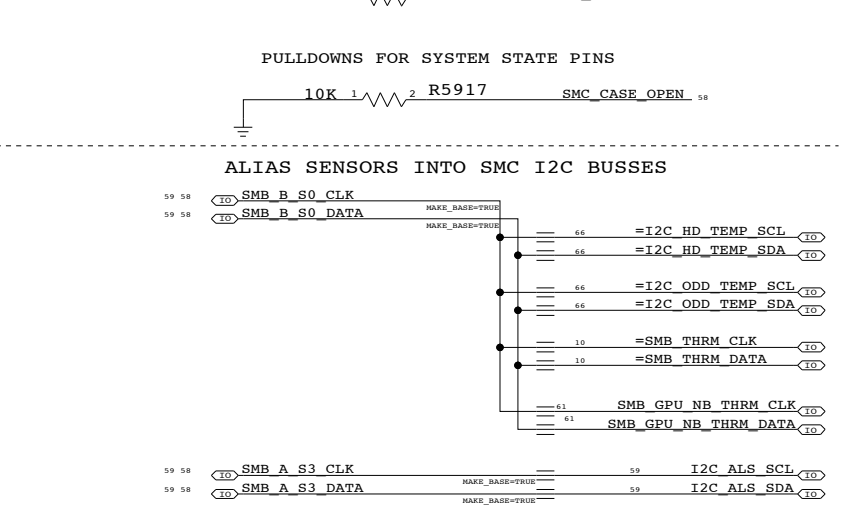 PULLDOWNS FOR SYSTEM STATE PINS
10K 1 2 R5917 SMC_CASE_OPEN 58
ALIAS SENSORS INTO SMC I2C BUSSES
59 58 IO SMB_B_S0_CLK MAKE_BASE=TRUE
59 58 IO SMB_B_S0_DATA MAKE_BASE=TRUE
66 =I2C_HD_TEMP_SCL IO
66 =I2C_HD_TEMP_SDA IO
66 =I2C_ODD_TEMP_SCL IO
66 =I2C_ODD_TEMP_SDA IO
10 =SMB_THRM_CLK IO
10 =SMB_THRM_DATA IO
61 SMB_GPU_NB_THRM_CLK IO
61 SMB_GPU_NB_THRM_DATA IO
59 58 IO SMB_A_S3_CLK MAKE_BASE=TRUE 59 I2C_ALS_SCL IO
59 58 IO SMB_A_S3_DATA MAKE_BASE=TRUE 59 I2C_ALS_SDA IO